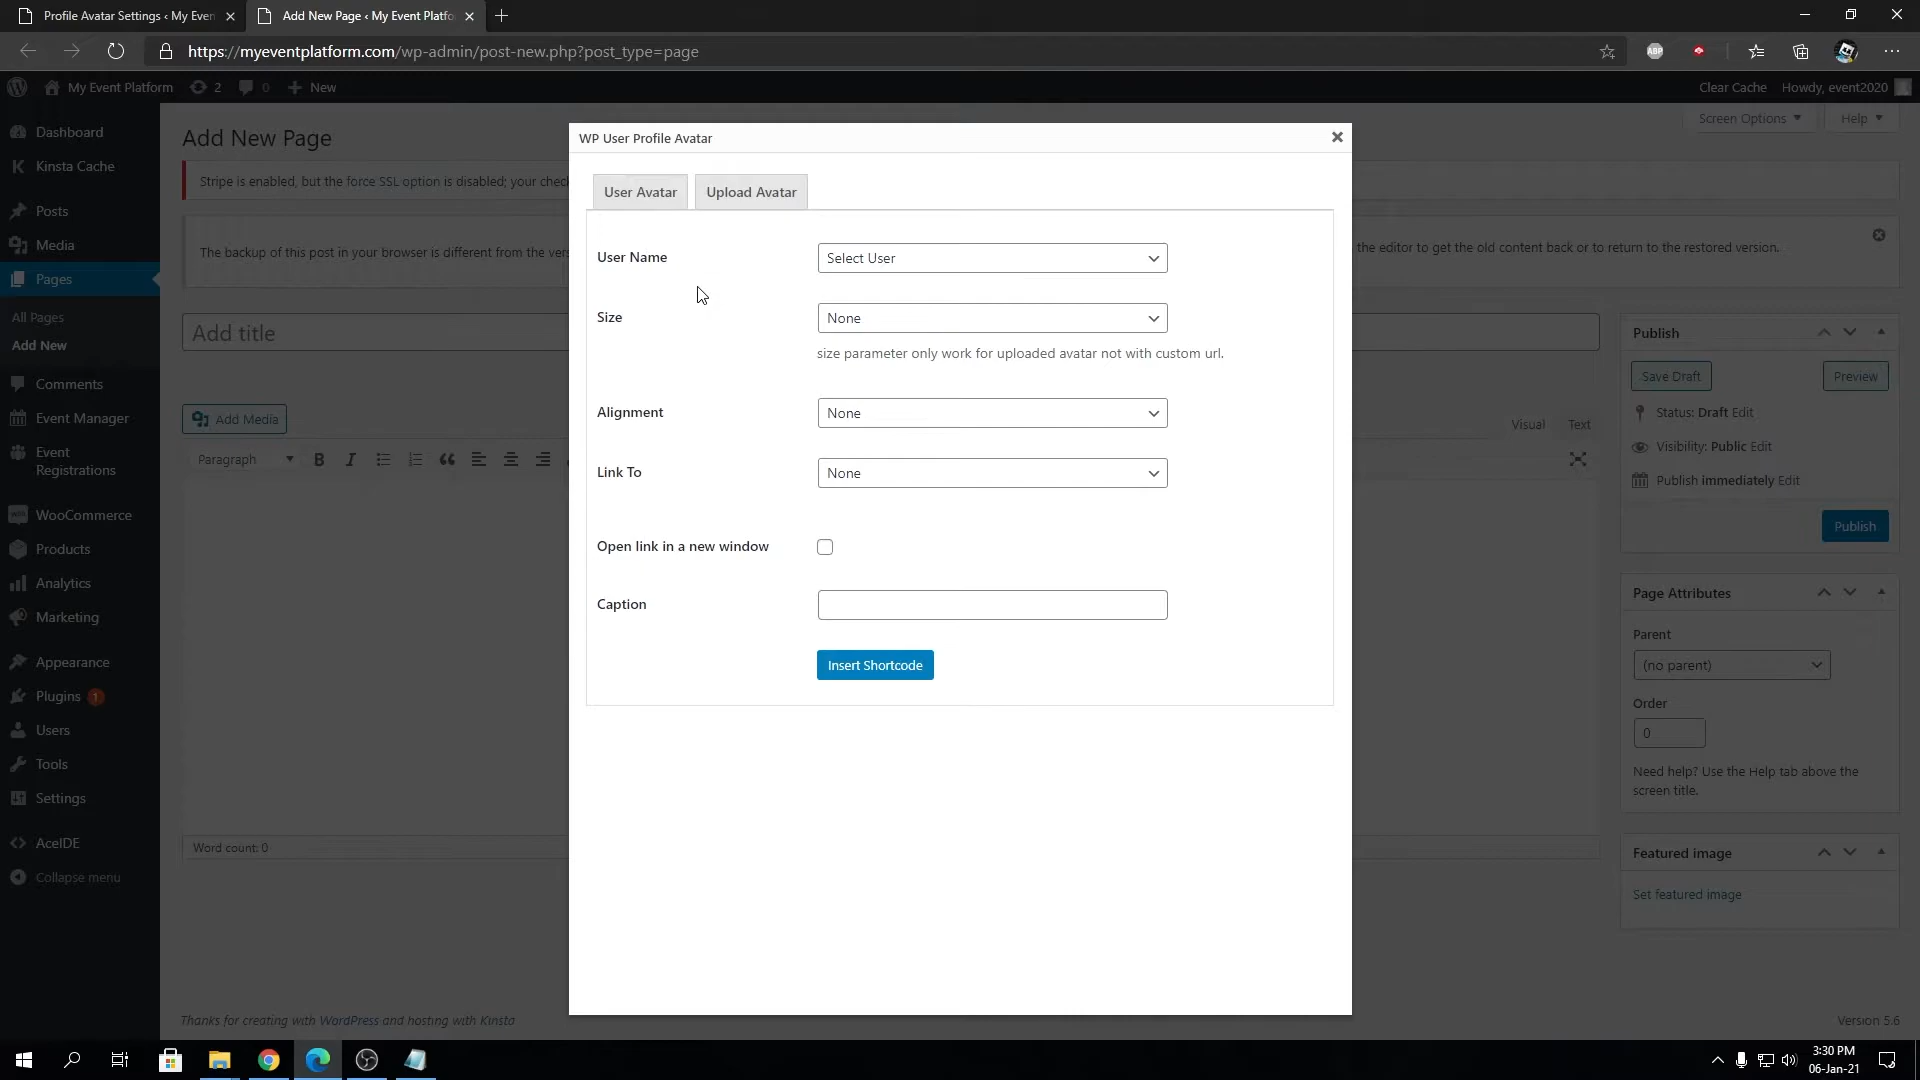 Profile Avatar Settings ‹ My Even
Add New Page ‹ My Event Platfo
https://myeventplatform.com/wp-admin/post-new.php?post_type=page
ABP
My Event Platform
2
0
New
Clear Cache
Howdy, event2020
Dashboard
Kinsta Cache
Posts
Media
Pages
All Pages
Add New
Comments
Event Manager
Event
Registrations
WooCommerce
Products
Analytics
Marketing
Appearance
Plugins 1
Users
Tools
Settings
AceIDE
Collapse menu
Add New Page
Screen Options
Help
Stripe is enabled, but the force SSL option is disabled; your chec
The backup of this post in your browser is different from the vers
the editor to get the old content back or to return to the restored version.
Add title
Add Media
Visual
Text
Paragraph
Word count: 0
Thanks for creating with WordPress and hosting with Kinsta
Version 5.6
WP User Profile Avatar
User Avatar
Upload Avatar
User Name
Select User
Size
None
size parameter only work for uploaded avatar not with custom url.
Alignment
None
Link To
None
Open link in a new window
Caption
Insert Shortcode
Publish
Save Draft
Preview
Status: Draft Edit
Visibility: Public Edit
Publish immediately Edit
Publish
Page Attributes
Parent
(no parent)
Order
0
Need help? Use the Help tab above the
screen title.
Featured image
Set featured image
3:30 PM
06-Jan-21